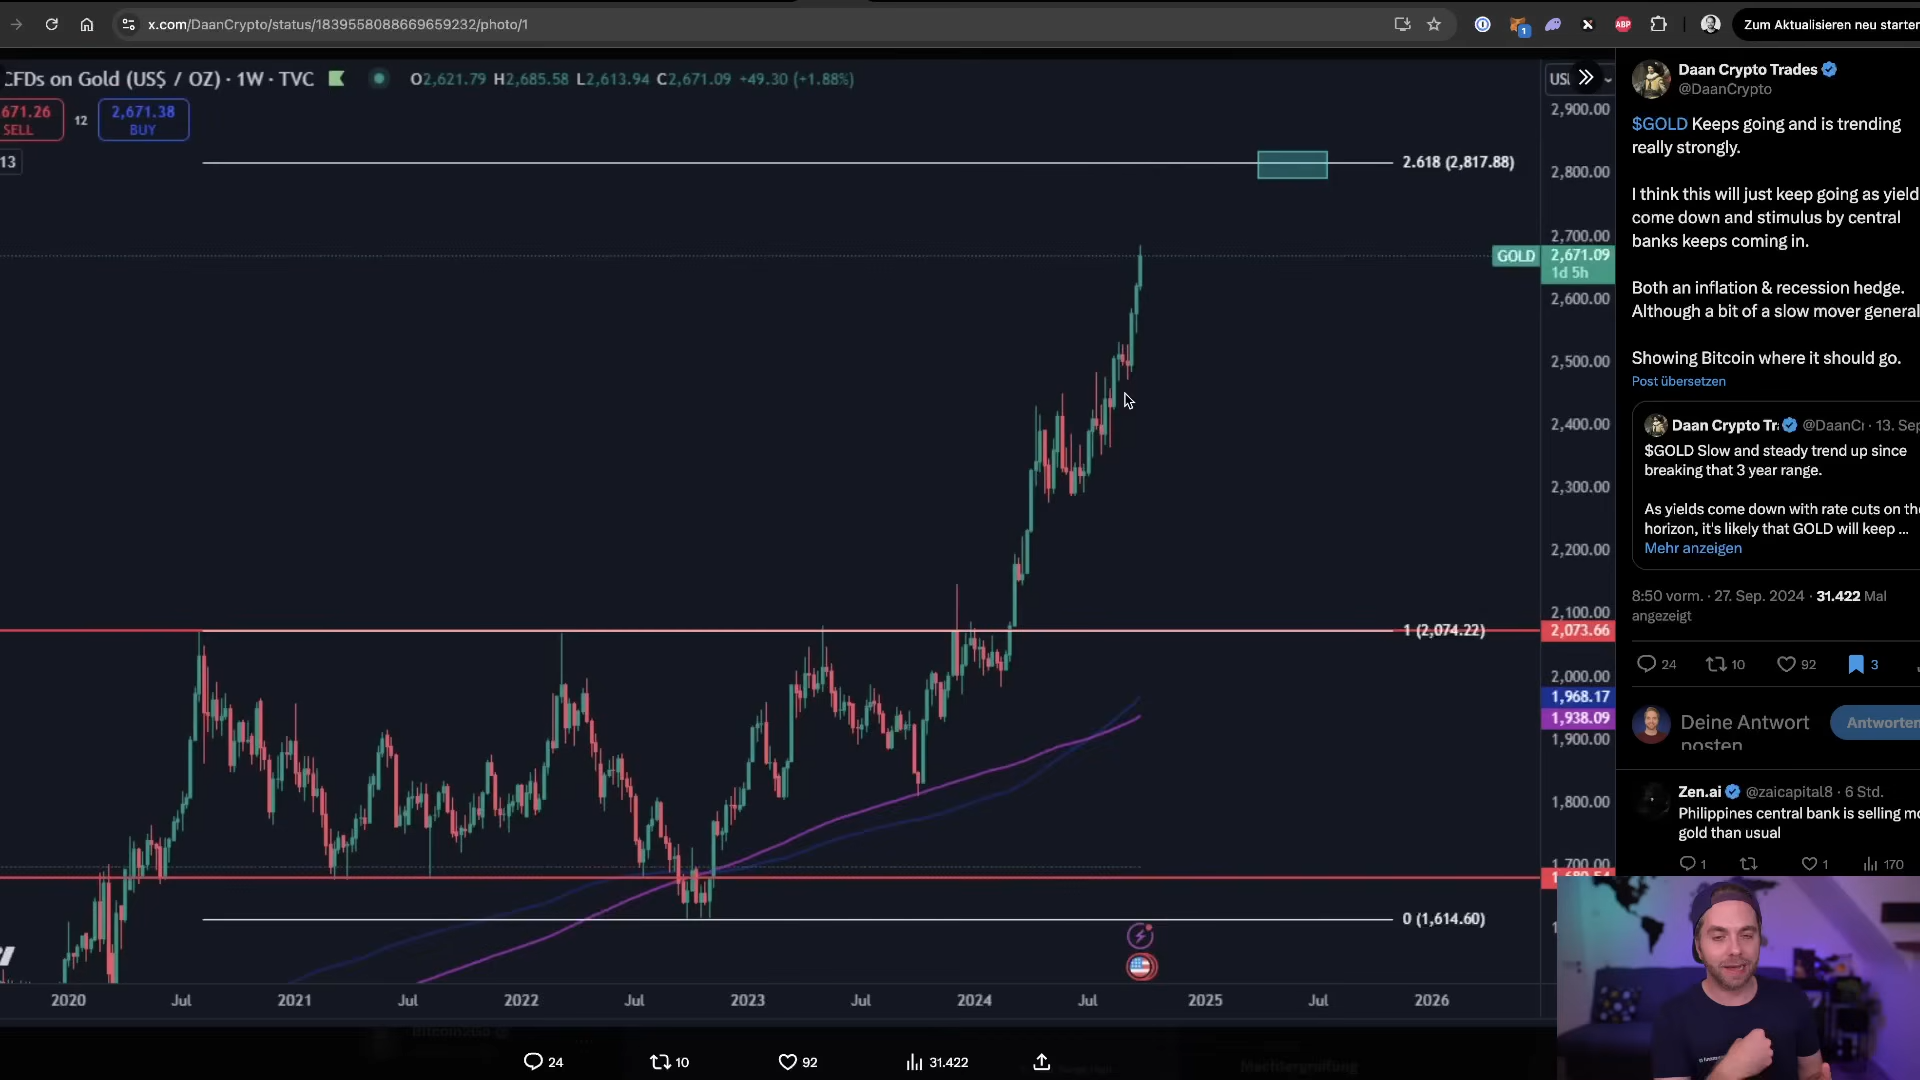 x.com/DaanCrypto/status/1839558088669659232/photo/1
1
ABP
Zum Aktualisieren neu starten
CFDs on Gold (US$ / OZ) · 1W · TVC
O2,621.79 H2,685.58 L2,613.94 C2,671.09 +49.30 (+1.88%)
671.26
SELL
12
2,671.38
BUY
13
2.618 (2,817.88)
1 (2,074.22)
0 (1,614.60)
2,900.00
2,800.00
2,700.00
GOLD 2,671.09
1d 5h
2,600.00
2,500.00
2,400.00
2,300.00
2,200.00
2,100.00
2,073.66
2,000.00
1,968.17
1,938.09
1,900.00
1,800.00
1,700.00
2020 Jul 2021 Jul 2022 Jul 2023 Jul 2024 Jul 2025 Jul 2026
24 10 92 31.422
Daan Crypto Trades
@DaanCrypto
$GOLD Keeps going and is trending
really strongly.
I think this will just keep going as yield
come down and stimulus by central
banks keeps coming in.
Both an inflation & recession hedge.
Although a bit of a slow mover general
Showing Bitcoin where it should go.
Post übersetzen
Daan Crypto Tr @DaanCr · 13. Sep
$GOLD Slow and steady trend up since
breaking that 3 year range.
As yields come down with rate cuts on the
horizon, it's likely that GOLD will keep ...
Mehr anzeigen
8:50 vorm. · 27. Sep. 2024 · 31.422 Mal
angezeigt
24 10 92 3
Deine Antwort
posten
Antworten
Zen.ai @zaicapital8 · 6 Std.
Philippines central bank is selling mo
gold than usual
1 1 170